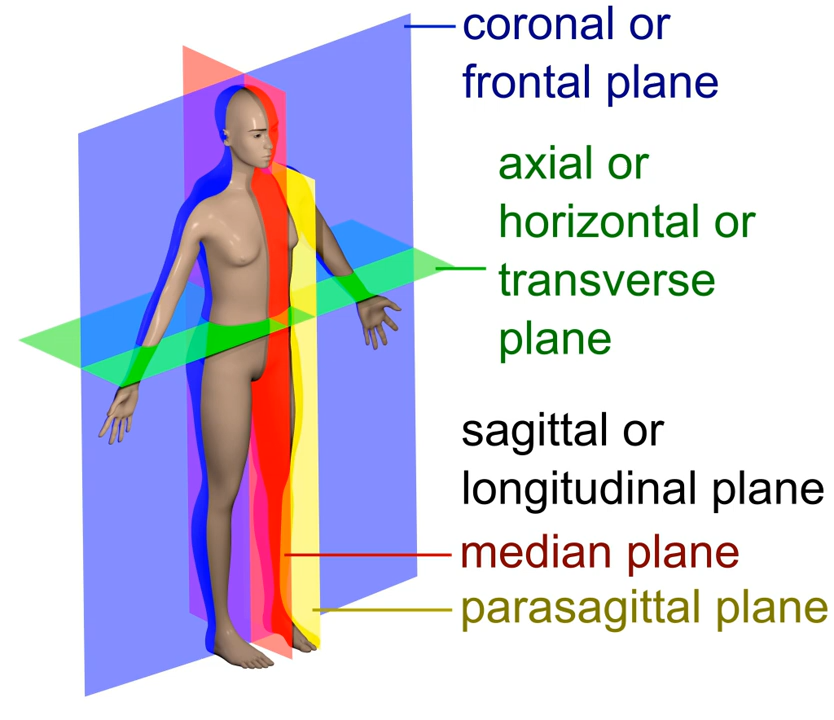 coronal or
frontal plane
axial or
horizontal or
transverse
plane
sagittal or
longitudinal plane
median plane
parasagittal plane